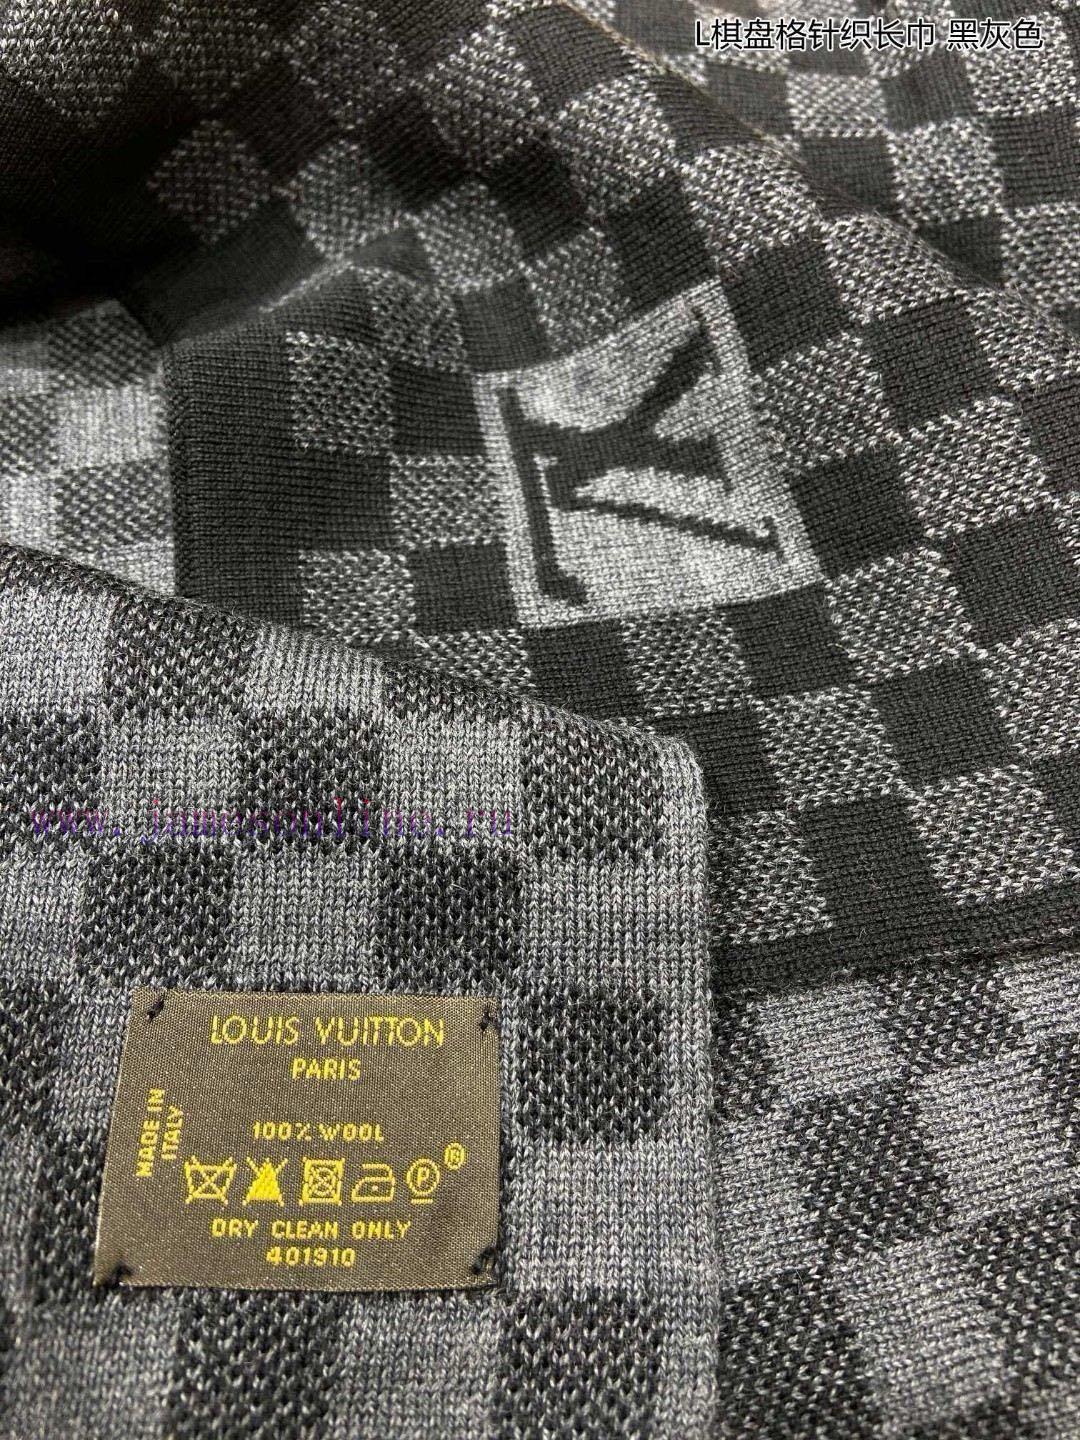 L棋盘格针织长巾 黑灰色
www.jamesonline.ru
LOUIS VUITTON
PARIS
MADE IN
ITALY
100% WOOL
P
®
DRY CLEAN ONLY
401910